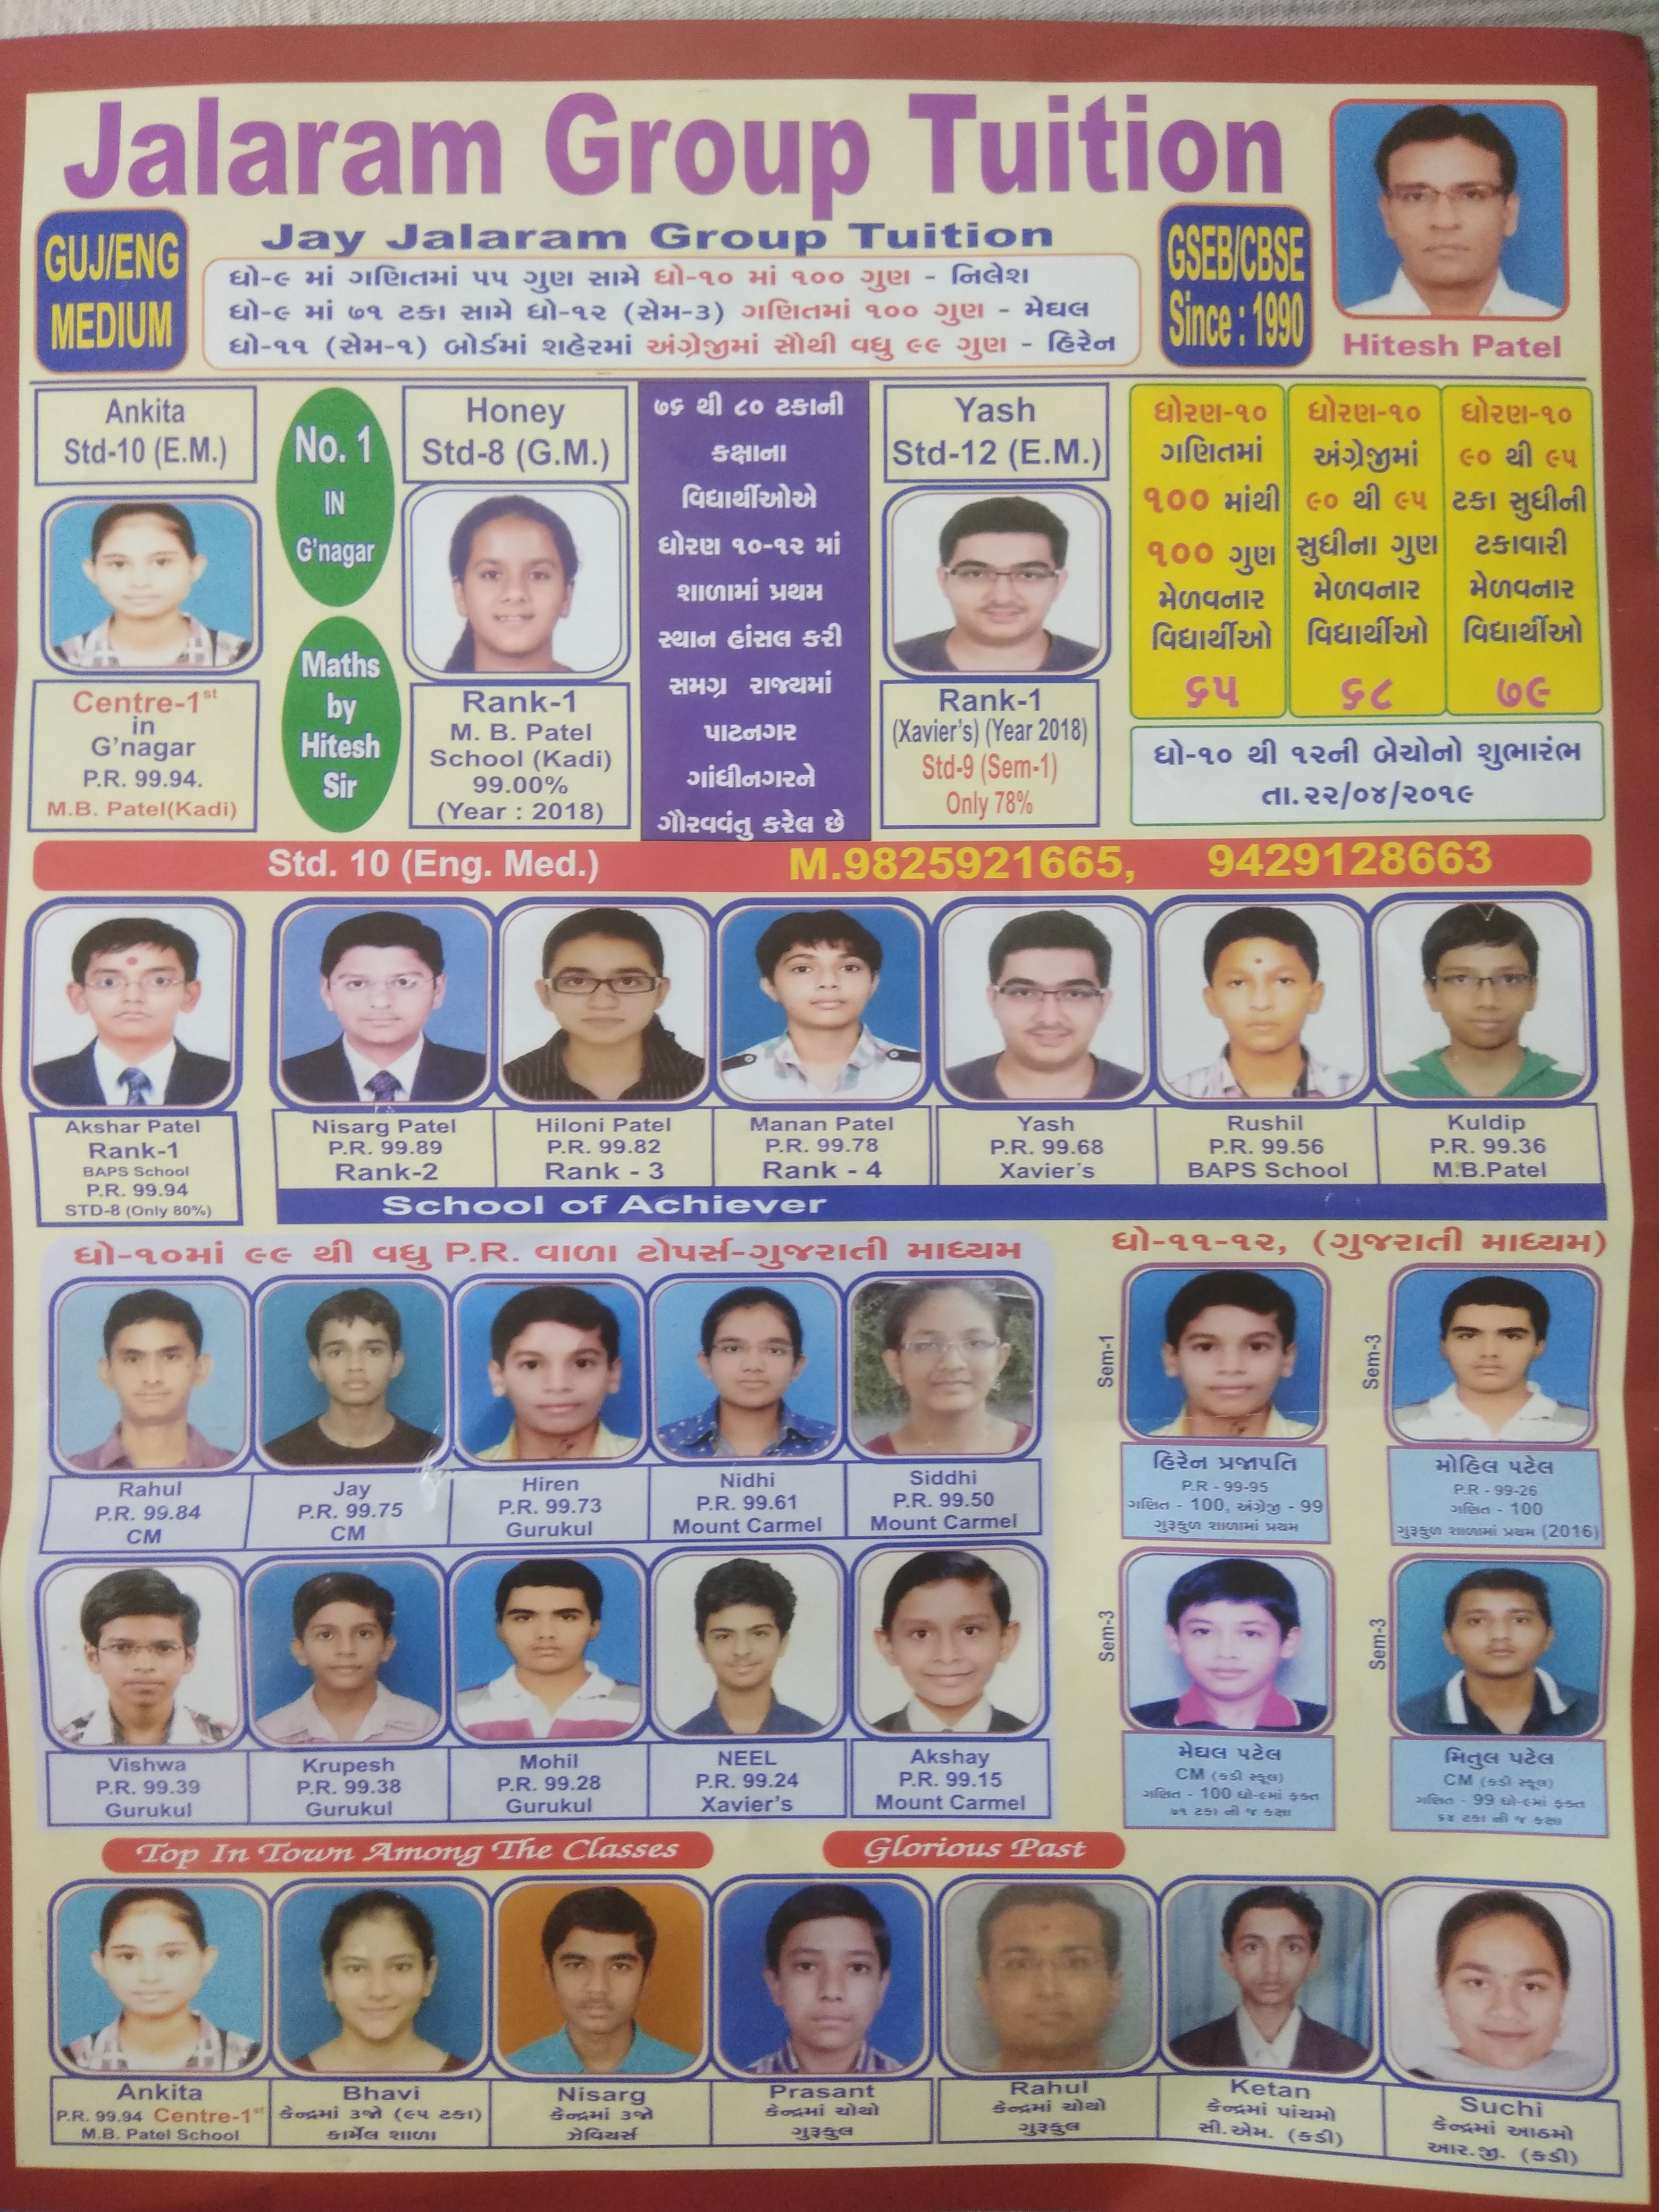 Jalaram Group Tuition
GUJ/ENG
MEDIUM
Jay Jalaram Group Tuition
ધો-૯ માં ગણિતમાં ૫૫ ગુણ સામે ધો-૧૦ માં ૧૦૦ ગુણ - નિલેશ
ધો-૯ માં ૭૧ ટકા સામે ધો-૧૨ (સેમ-૩) ગણિતમાં ૧૦૦ ગુણ - મેઘલ
ધો-૧૧ (સેમ-૧) બોર્ડમાં શહેરમાં અંગ્રેજીમાં સૌથી વધુ ૯૯ ગુણ - હિરેન
GSEB/CBSE
Since : 1990
Hitesh Patel
Ankita
Std-10 (E.M.)
Centre-1st
in
G'nagar
P.R. 99.94.
M.B. Patel(Kadi)
No. 1
IN
G'nagar
Maths
by
Hitesh
Sir
Honey
Std-8 (G.M.)
Rank-1
M. B. Patel
School (Kadi)
99.00%
(Year : 2018)
૭૬ થી ૮૦ ટકાની
કક્ષાના
વિદ્યાર્થીઓએ
ધોરણ ૧૦-૧૨ માં
શાળામાં પ્રથમ
સ્થાન હાંસલ કરી
સમગ્ર રાજ્યમાં
પાટનગર
ગાંધીનગરને
ગૌરવવંતુ કરેલ છે
Yash
Std-12 (E.M.)
Rank-1
(Xavier's) (Year 2018)
Std-9 (Sem-1)
Only 78%
ધોરણ-૧૦
ગણિતમાં
૧૦૦ માંથી
૧૦૦ ગુણ
મેળવનાર
વિદ્યાર્થીઓ
૬૫
ધોરણ-૧૦
અંગ્રેજીમાં
૯૦ થી ૯૫
સુધીના ગુણ
મેળવનાર
વિદ્યાર્થીઓ
૬૮
ધોરણ-૧૦
૯૦ થી ૯૫
ટકા સુધીની
ટકાવારી
મેળવનાર
વિદ્યાર્થીઓ
૭૯
ધો-૧૦ થી ૧૨ની બેચોનો શુભારંભ
તા.૨૨/૦૪/૨૦૧૯
Std. 10 (Eng. Med.) M.9825921665, 9429128663
Akshar Patel
Rank-1
BAPS School
P.R. 99.94
STD-8 (Only 80%)
Nisarg Patel
P.R. 99.89
Rank-2
Hiloni Patel
P.R. 99.82
Rank - 3
Manan Patel
P.R. 99.78
Rank - 4
Yash
P.R. 99.68
Xavier's
Rushil
P.R. 99.56
BAPS School
Kuldip
P.R. 99.36
M.B.Patel
School of Achiever
ધો-૧૦માં ૯૯ થી વધુ P.R. વાળા ટોપર્સ-ગુજરાતી માધ્યમ
Rahul
P.R. 99.84
CM
Jay
P.R. 99.75
CM
Hiren
P.R. 99.73
Gurukul
Nidhi
P.R. 99.61
Mount Carmel
Siddhi
P.R. 99.50
Mount Carmel
Vishwa
P.R. 99.39
Gurukul
Krupesh
P.R. 99.38
Gurukul
Mohil
P.R. 99.28
Gurukul
NEEL
P.R. 99.24
Xavier's
Akshay
P.R. 99.15
Mount Carmel
ધો-૧૧-૧૨, (ગુજરાતી માધ્યમ)
Sem-1
હિરેન પ્રજાપતિ
P.R - 99-95
ગણિત - 100, અંગ્રેજી - 99
ગુરૂકુળ શાળામાં પ્રથમ
Sem-3
મોહિલ પટેલ
P.R - 99-26
ગણિત - 100
ગુરૂકુળ શાળામાં પ્રથમ (2016)
Sem-3
મેઘલ પટેલ
CM (કડી સ્કૂલ)
ગણિત - 100 ધો-૯માં ફક્ત
૭૧ ટકા ની જ કક્ષા
Sem-3
મિતુલ પટેલ
CM (કડી સ્કૂલ)
ગણિત - 99 ધો-૯માં ફક્ત
૬૪ ટકા ની જ કક્ષા
Top In Town Among The Classes
Glorious Past
Ankita
P.R. 99.94 Centre-1st
M.B. Patel School
Bhavi
કેન્દ્રમાં ૩જો (૯૫ ટકા)
કાર્મેલ શાળા
Nisarg
કેન્દ્રમાં ૩જો
ઝેવિયર્સ
Prasant
કેન્દ્રમાં ચોથો
ગુરૂકુલ
Rahul
કેન્દ્રમાં ચોથો
ગુરૂકુલ
Ketan
કેન્દ્રમાં પાંચમો
સી.એમ. (કડી)
Suchi
કેન્દ્રમાં આઠમો
આર.જી. (કડી)